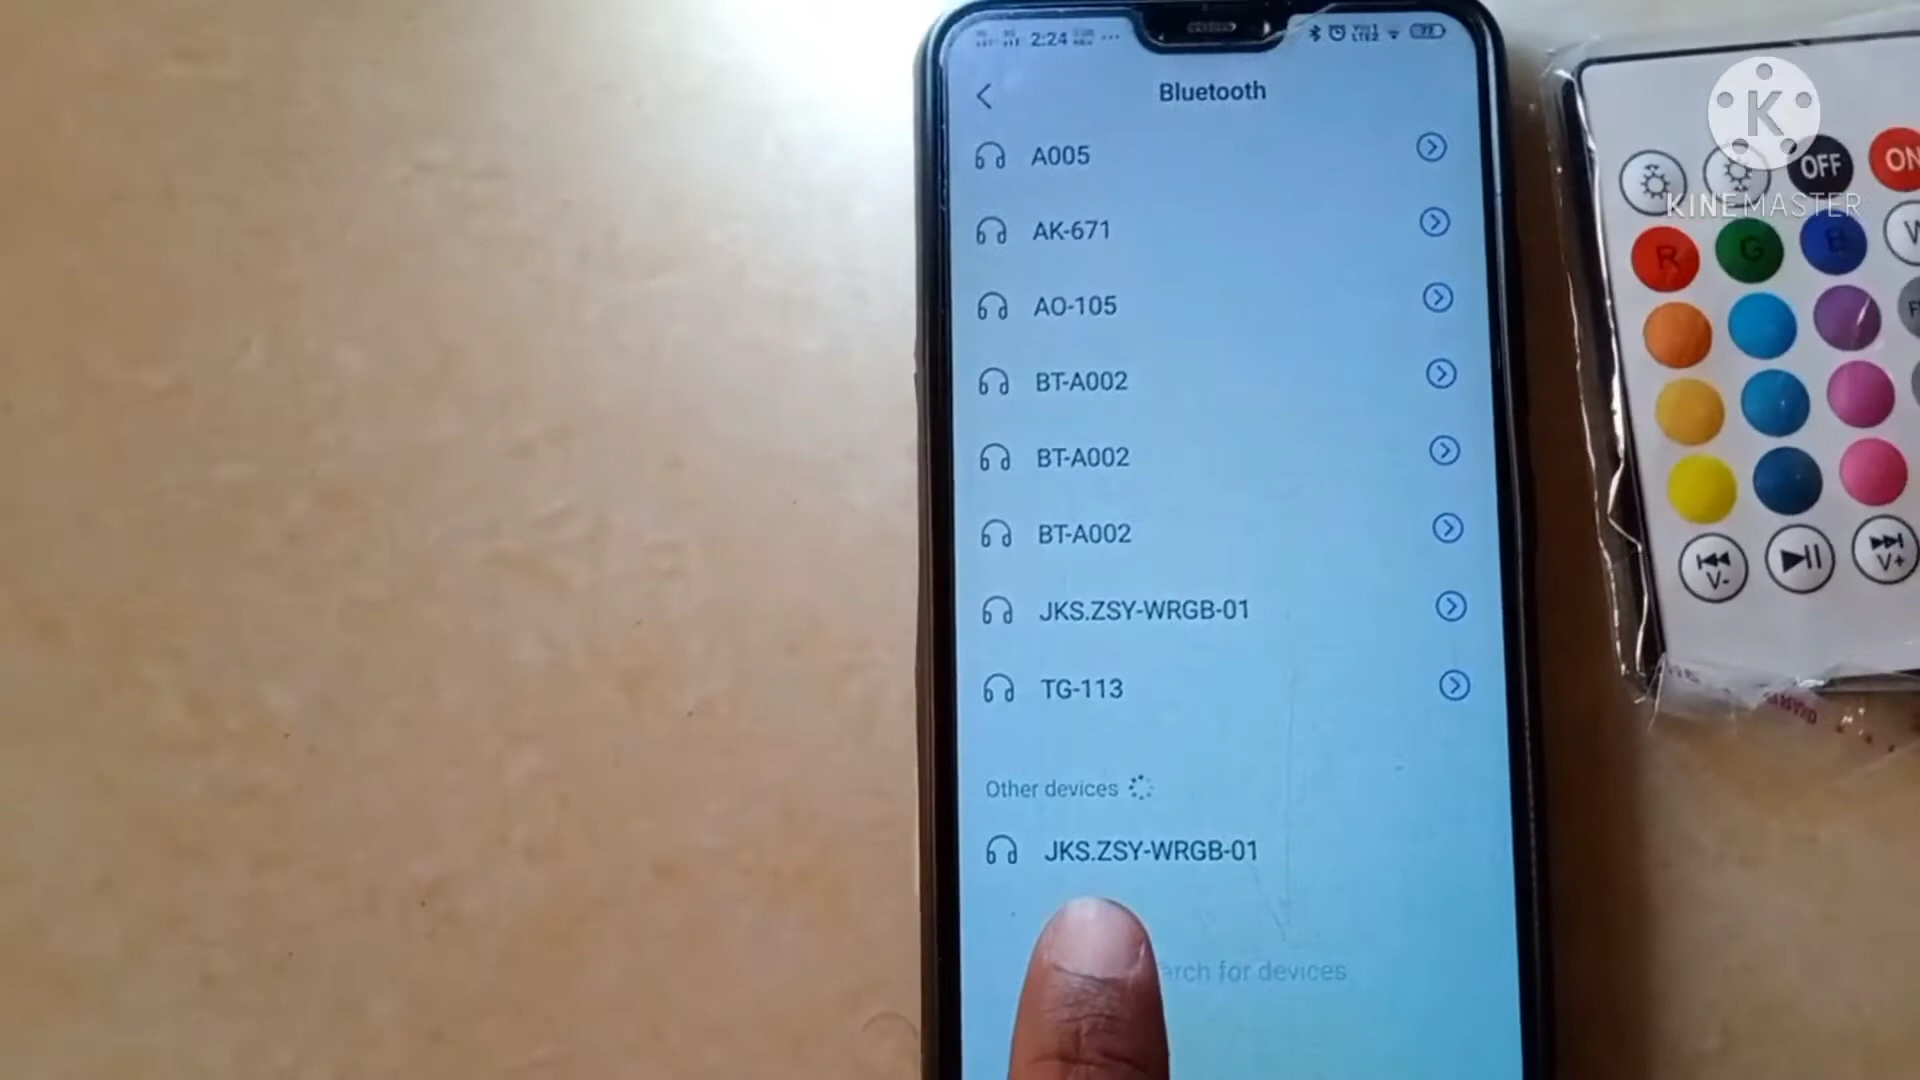 2:24
Bluetooth
A005
AK-671
AO-105
BT-A002
BT-A002
BT-A002
JKS.ZSY-WRGB-01
TG-113
Other devices
JKS.ZSY-WRGB-01
arch for devices
K
KINEMASTER
OFF ON
R G B W
V- V+